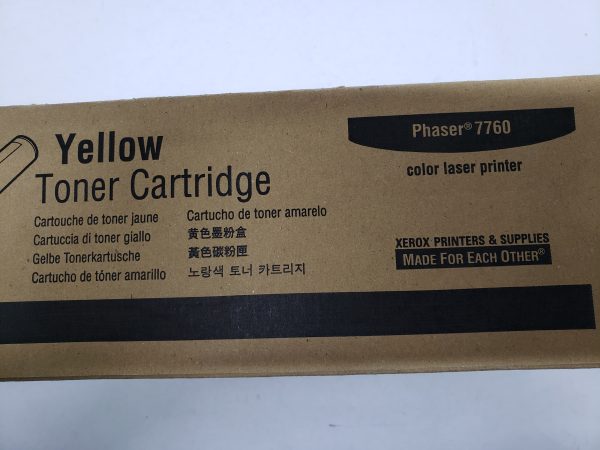 Yellow
Toner Cartridge
Cartouche de toner jaune
Cartuccia di toner giallo
Gelbe Tonerkartusche
Cartucho de tóner amarillo
Cartucho de toner amarelo
黄色墨粉盒
黃色碳粉匣
노랑색 토너 카트리지
Phaser® 7760
color laser printer
XEROX PRINTERS & SUPPLIES
MADE FOR EACH OTHER®